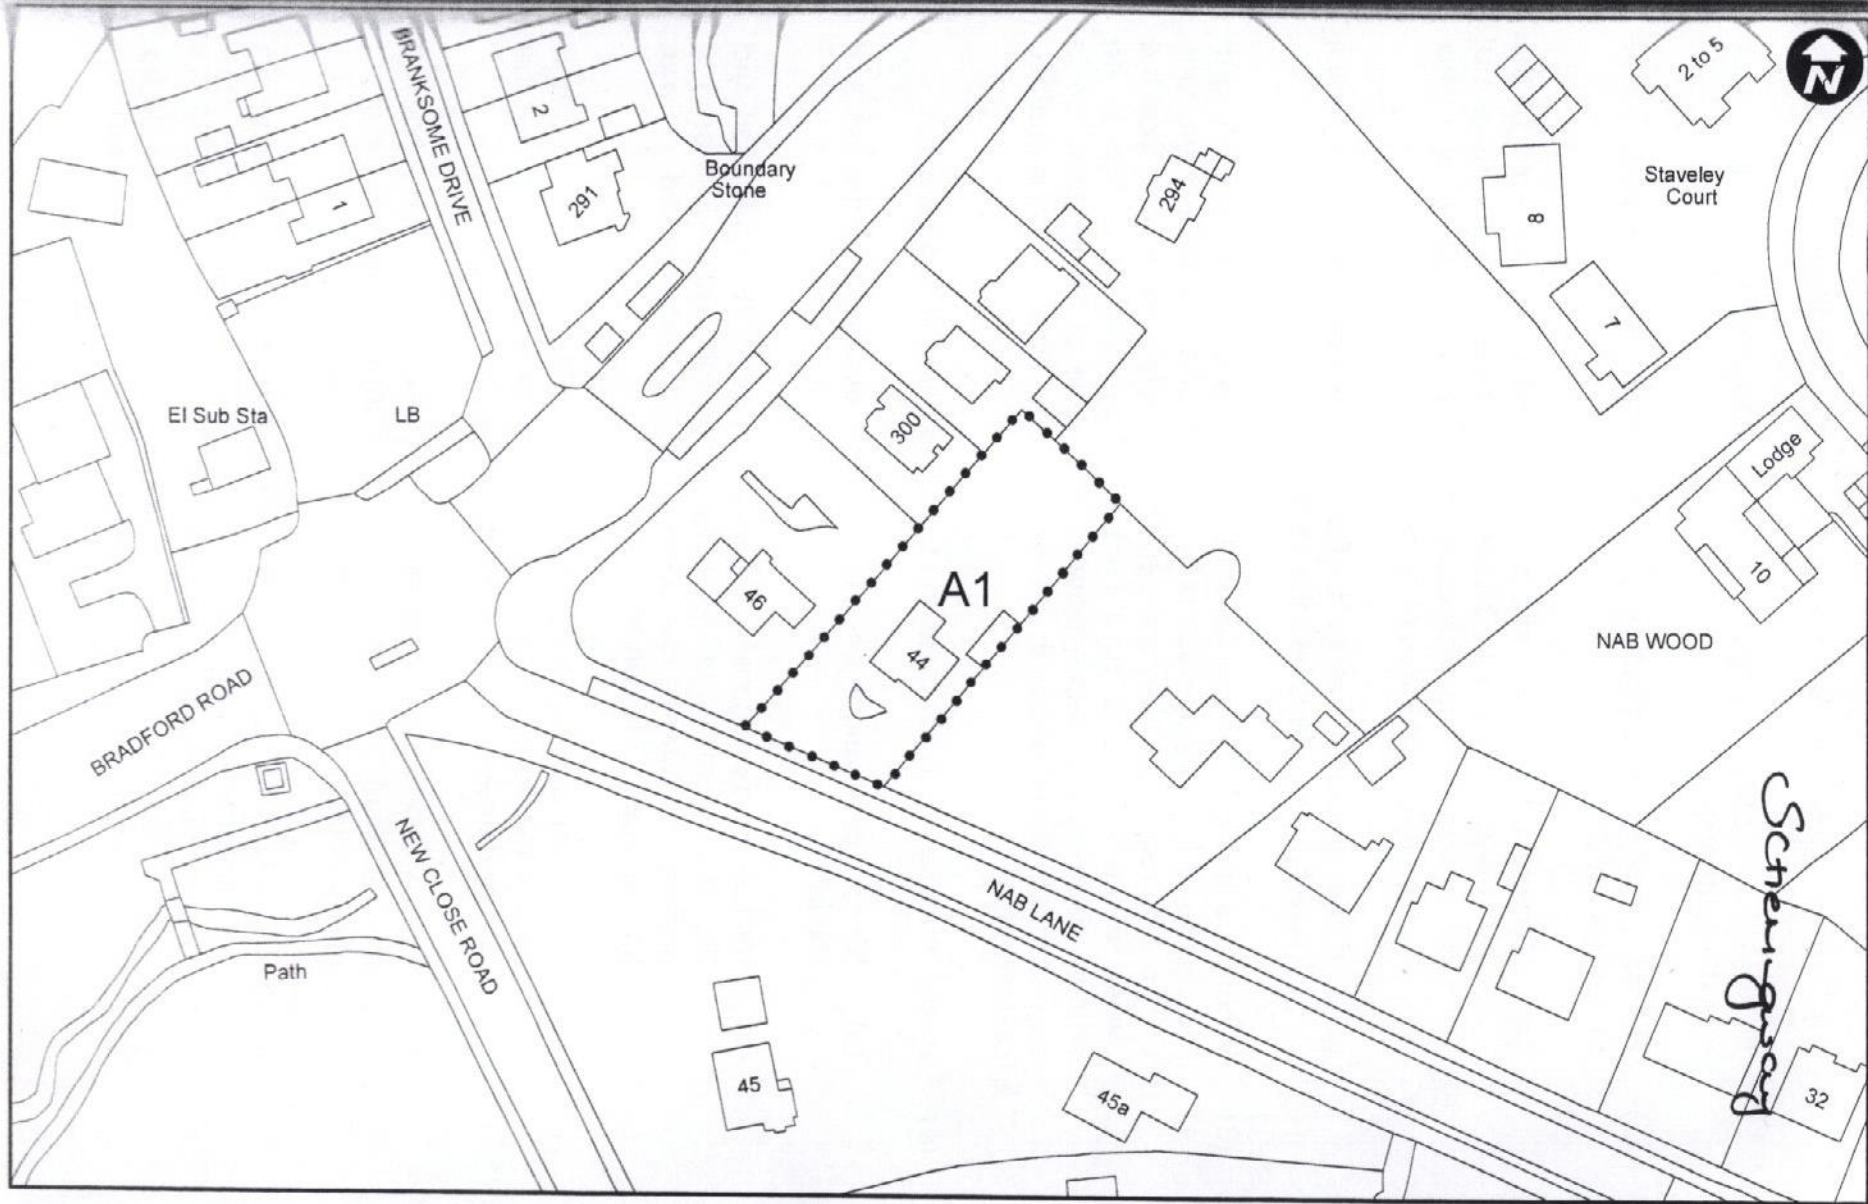 N
2 to 5
BRANKSOME DRIVE
2
Boundary
Stone
291
294
Staveley
Court
8
1
7
El Sub Sta
LB
300
Lodge
A1
46
10
44
NAB WOOD
BRADFORD ROAD
NEW CLOSE ROAD
NAB LANE
Path
45
45a
32